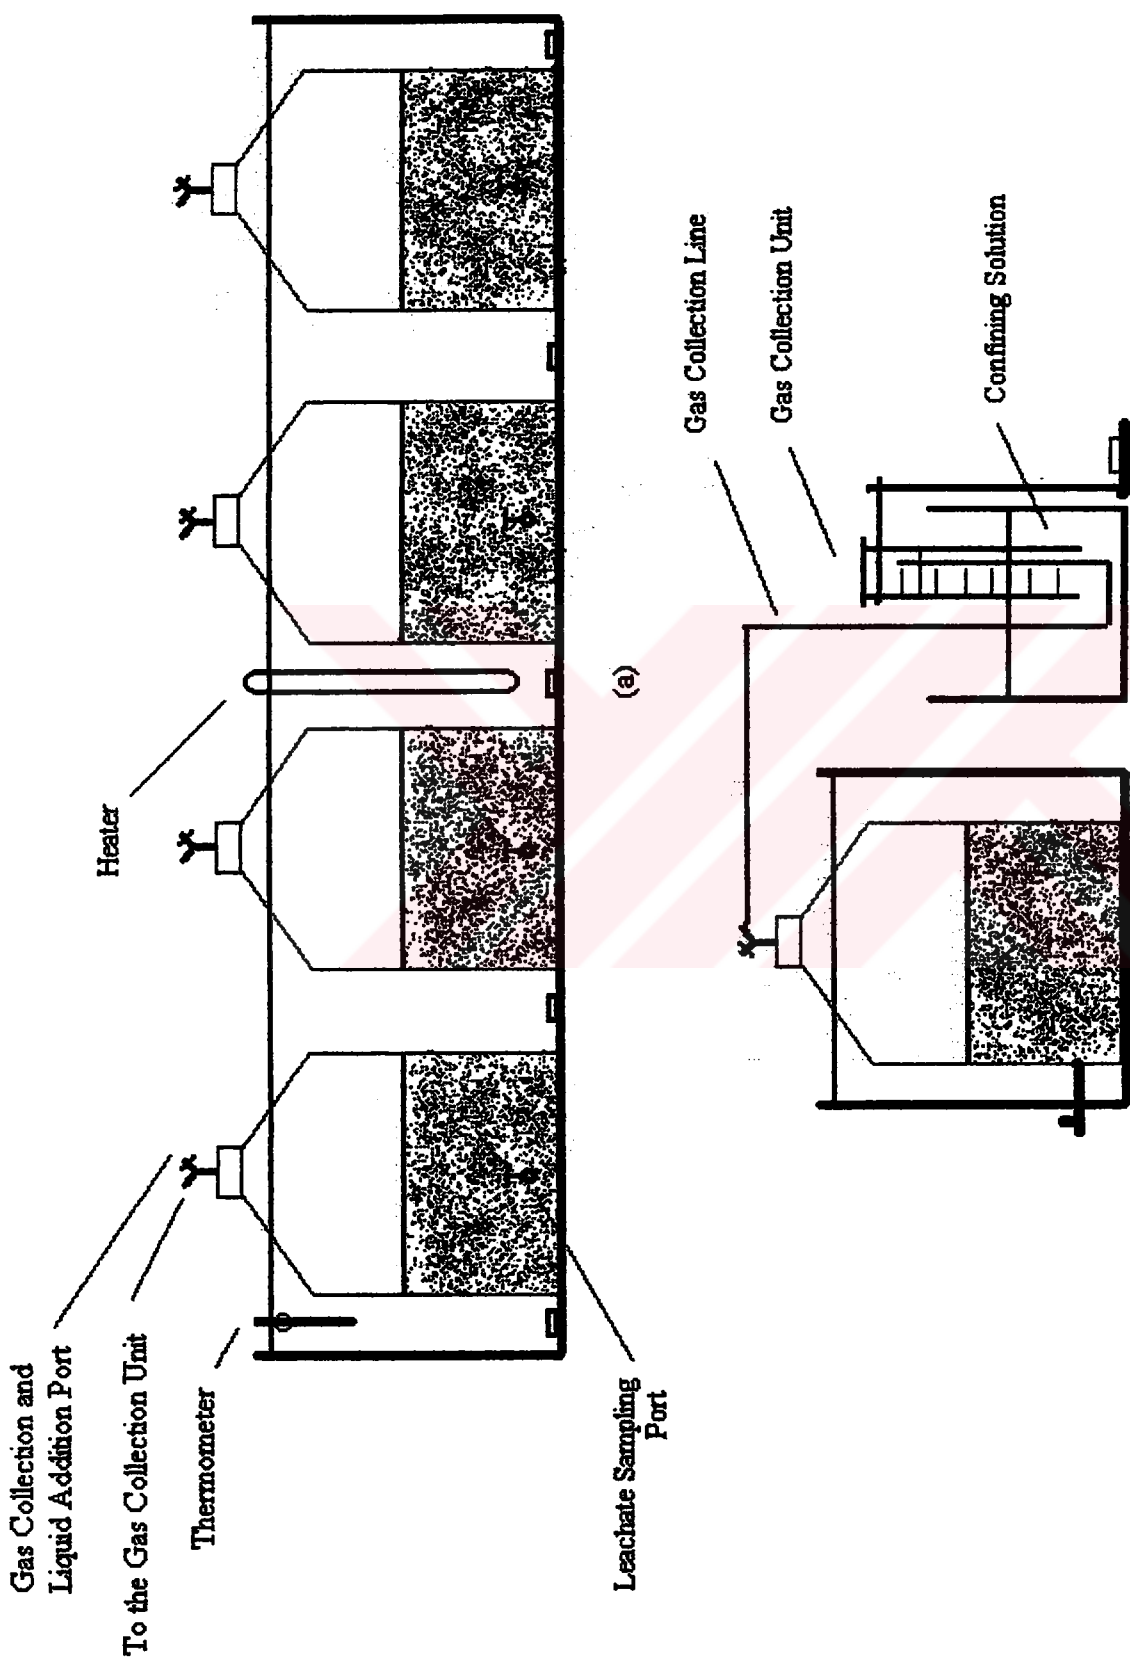 Gas Collection and
Liquid Addition Port
To the Gas Collection Unit
Thermometer
Heater
Leachate Sampling
Port
(a)
Gas Collection Line
Gas Collection Unit
Confining Solution